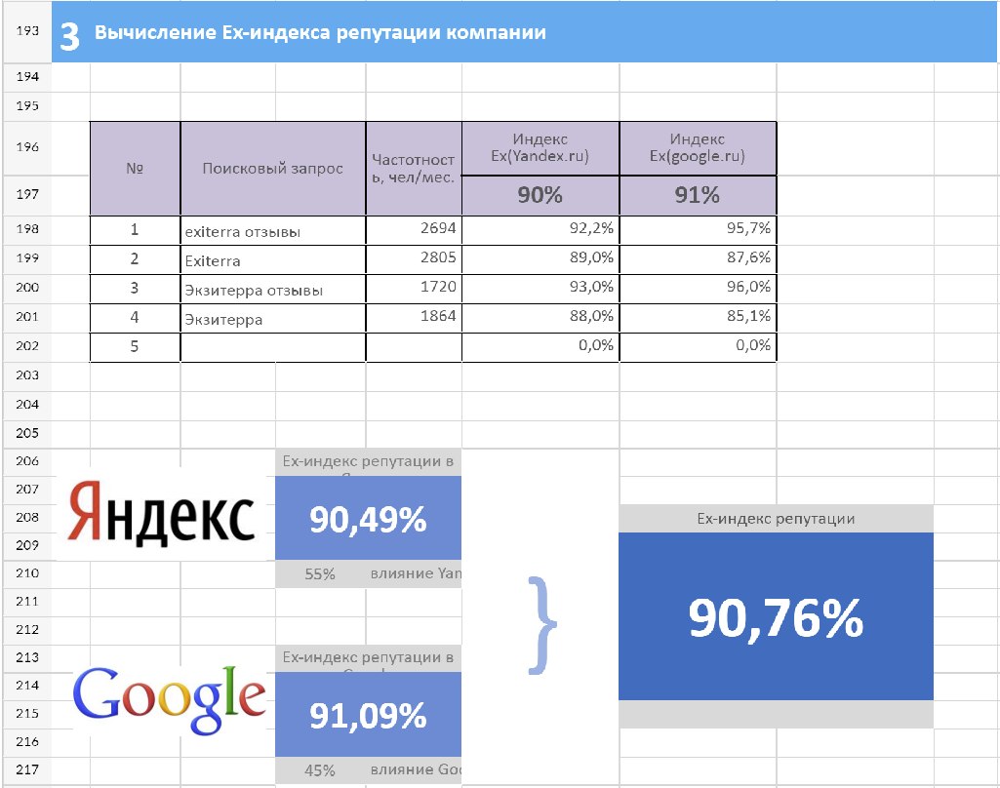 193
3 Вычисление Ex-индекса репутации компании
194
195
196
№
Поисковый запрос
Частотност
ь, чел/мес.
Индекс
Ex(Yandex.ru)
Индекс
Ex(google.ru)
197
90%
91%
198
1 exiterra отзывы 2694 92,2% 95,7%
199
2 Exiterra 2805 89,0% 87,6%
200
3 Экзитерра отзывы 1720 93,0% 96,0%
201
4 Экзитерра 1864 88,0% 85,1%
202
5 0,0% 0,0%
203
204
205
206
Ex-индекс репутации в
207
Яндекс
90,49%
208
Ex-индекс репутации
209
210
55% влияние Yan
211
90,76%
212
}
213
Ex-индекс репутации в
214
Google
91,09%
215
216
217
45% влияние Goo